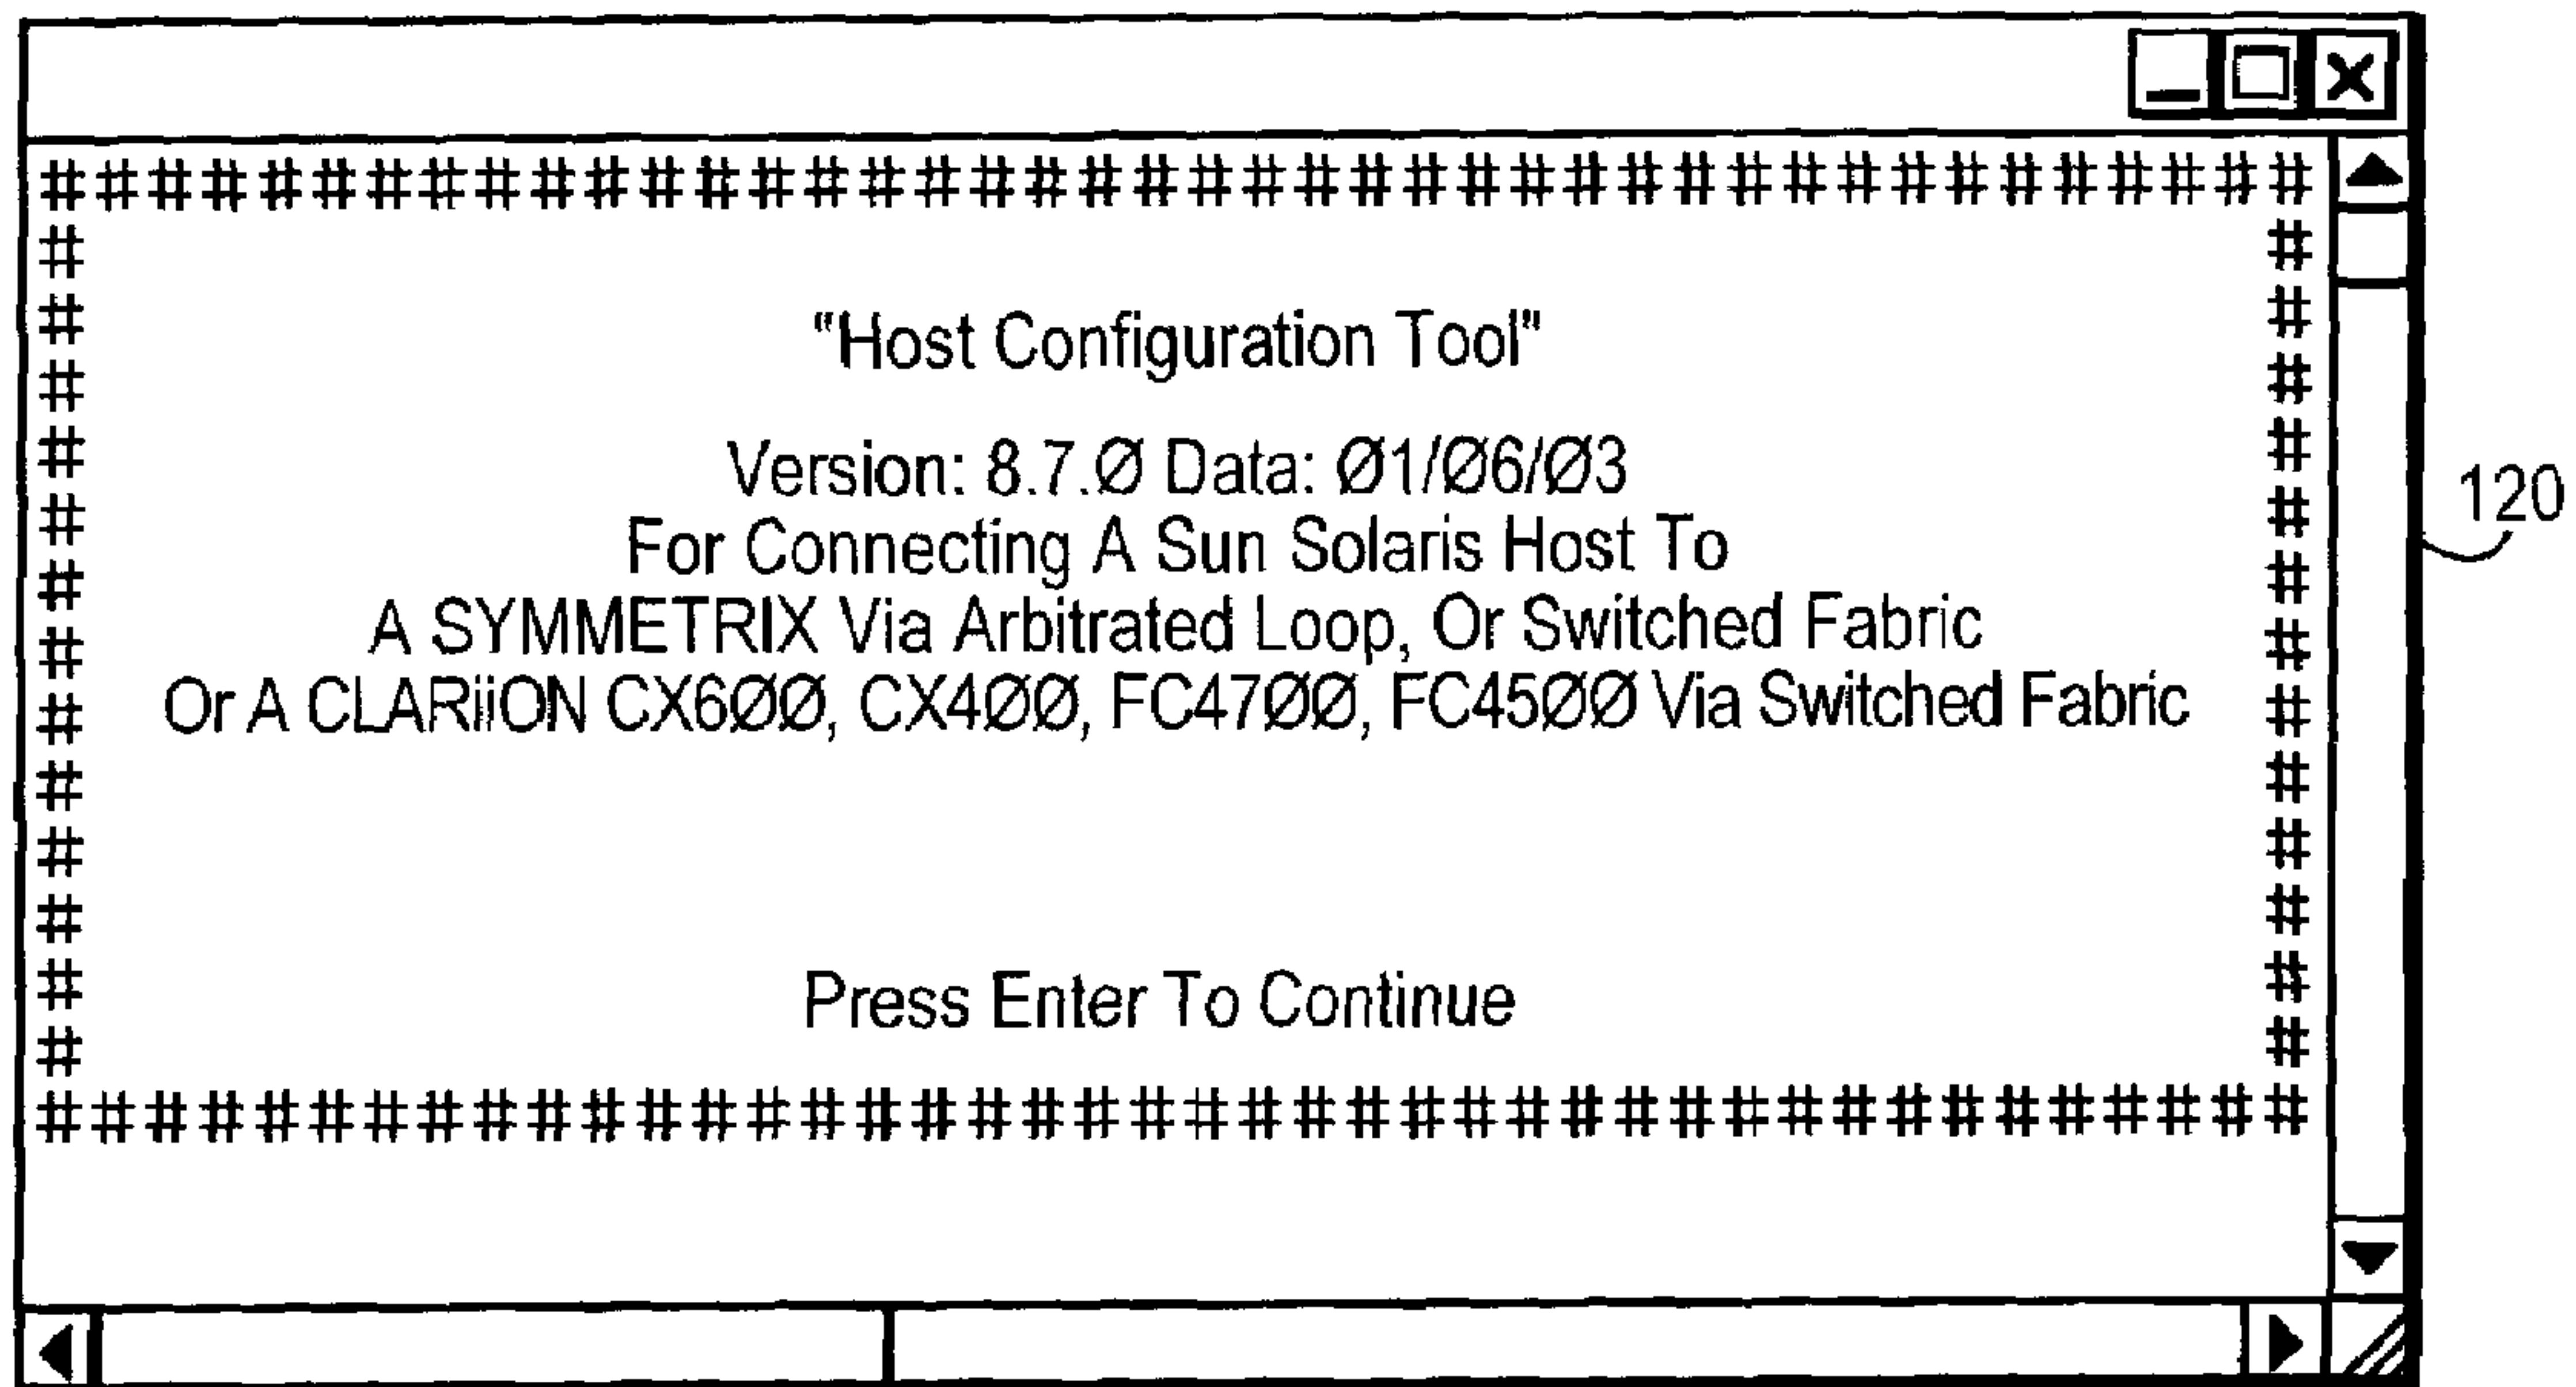 ##########################################
# #
# "Host Configuration Tool" #
# #
# Version: 8.7.Ø Data: Ø1/Ø6/Ø3 #
# For Connecting A Sun Solaris Host To #
# #
# A SYMMETRIX Via Arbitrated Loop, Or Switched Fabric #
# Or A CLARiiON CX6ØØ, CX4ØØ, FC47ØØ, FC45ØØ Via Switched Fabric #
# #
# #
# #
# Press Enter To Continue #
# #
##########################################
120